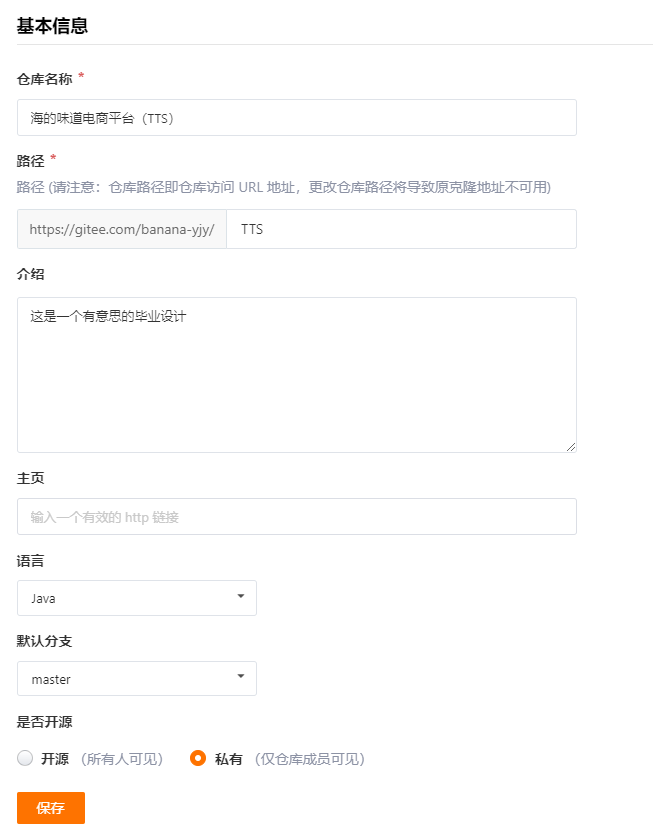 基本信息
仓库名称 *
海的味道电商平台（TTS）
路径 *
路径 (请注意：仓库路径即仓库访问 URL 地址，更改仓库路径将导致原克隆地址不可用)
https://gitee.com/banana-yjy/ TTS
介绍
这是一个有意思的毕业设计
主页
输入一个有效的 http 链接
语言
Java
默认分支
master
是否开源
开源 （所有人可见） 私有 （仅仓库成员可见）
保存